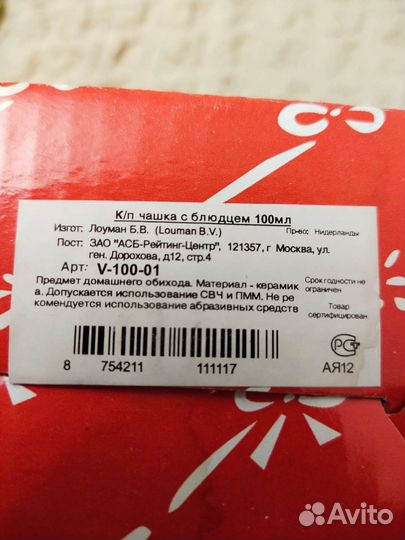 К/п чашка с блюдцем 100мл
Изгот: Лоуман Б.В. (Louman B.V.) Нидерланды
Пост: ЗАО "АСБ-Рейтинг-Центр", 121357, г Москва, ул.
ген. Дорохова, д12, стр.4
Арт: V-100-01
Предмет домашнего обихода. Материал - керамик
а. Допускается использование СВЧ и ПММ. Не ре
комендуется использование абразивных средств
Срок годности не
ограничен
Товар
сертифицирован
8 754211 111117
РСТ
АЯ12
Avito